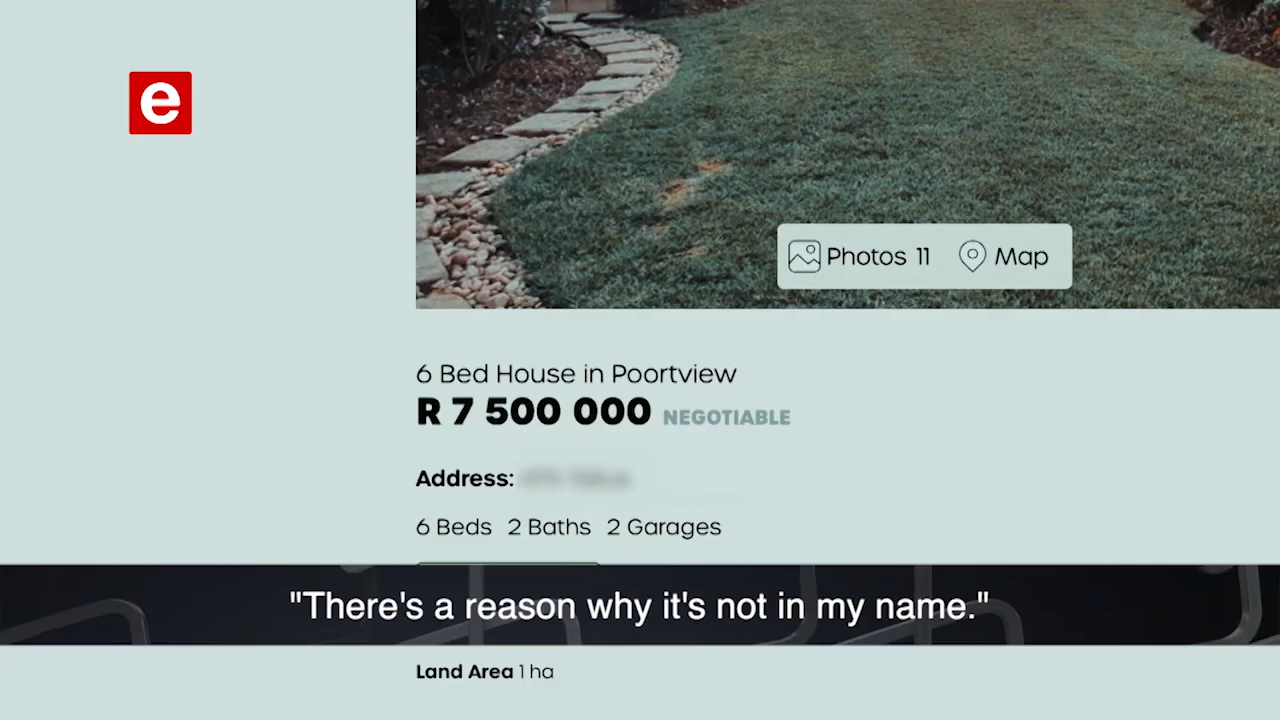 e
Photos 11 Map
6 Bed House in Poortview
R 7 500 000 NEGOTIABLE
Address:
6 Beds 2 Baths 2 Garages
"There's a reason why it's not in my name."
Land Area 1 ha